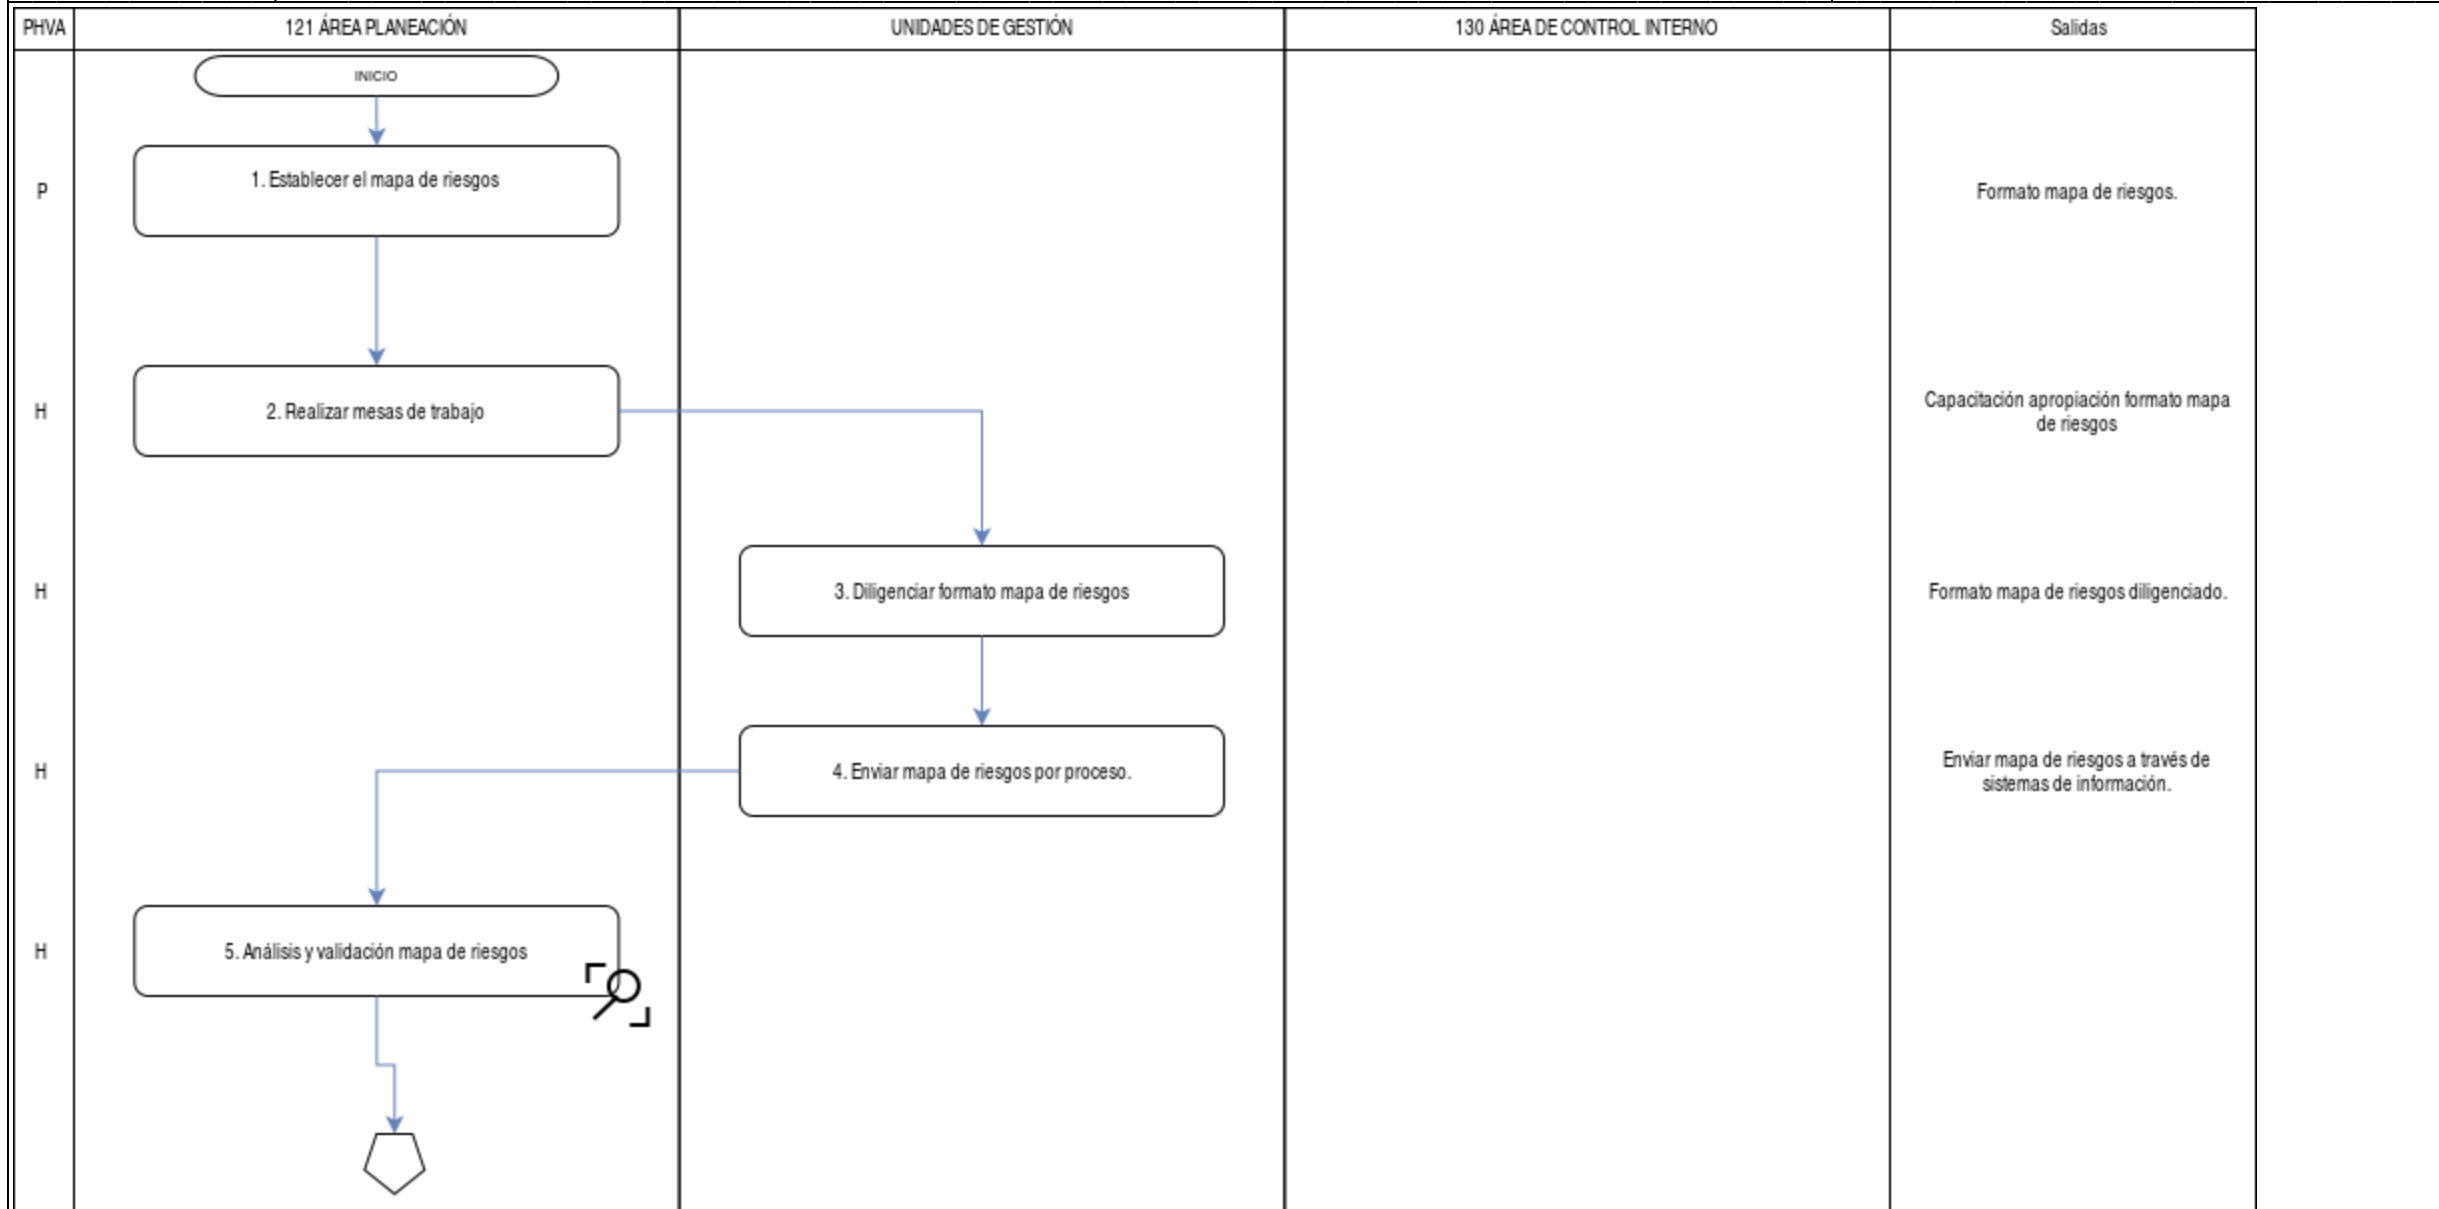 PHVA
121 ÁREA PLANEACIÓN
UNIDADES DE GESTIÓN
130 ÁREA DE CONTROL INTERNO
Salidas
INICIO
P
1. Establecer el mapa de riesgos
Formato mapa de riesgos.
H
2. Realizar mesas de trabajo
Capacitación apropiación formato mapa
de riesgos
H
3. Diligenciar formato mapa de riesgos
Formato mapa de riesgos diligenciado.
H
4. Enviar mapa de riesgos por proceso.
Enviar mapa de riesgos a través de
sistemas de información.
H
5. Análisis y validación mapa de riesgos